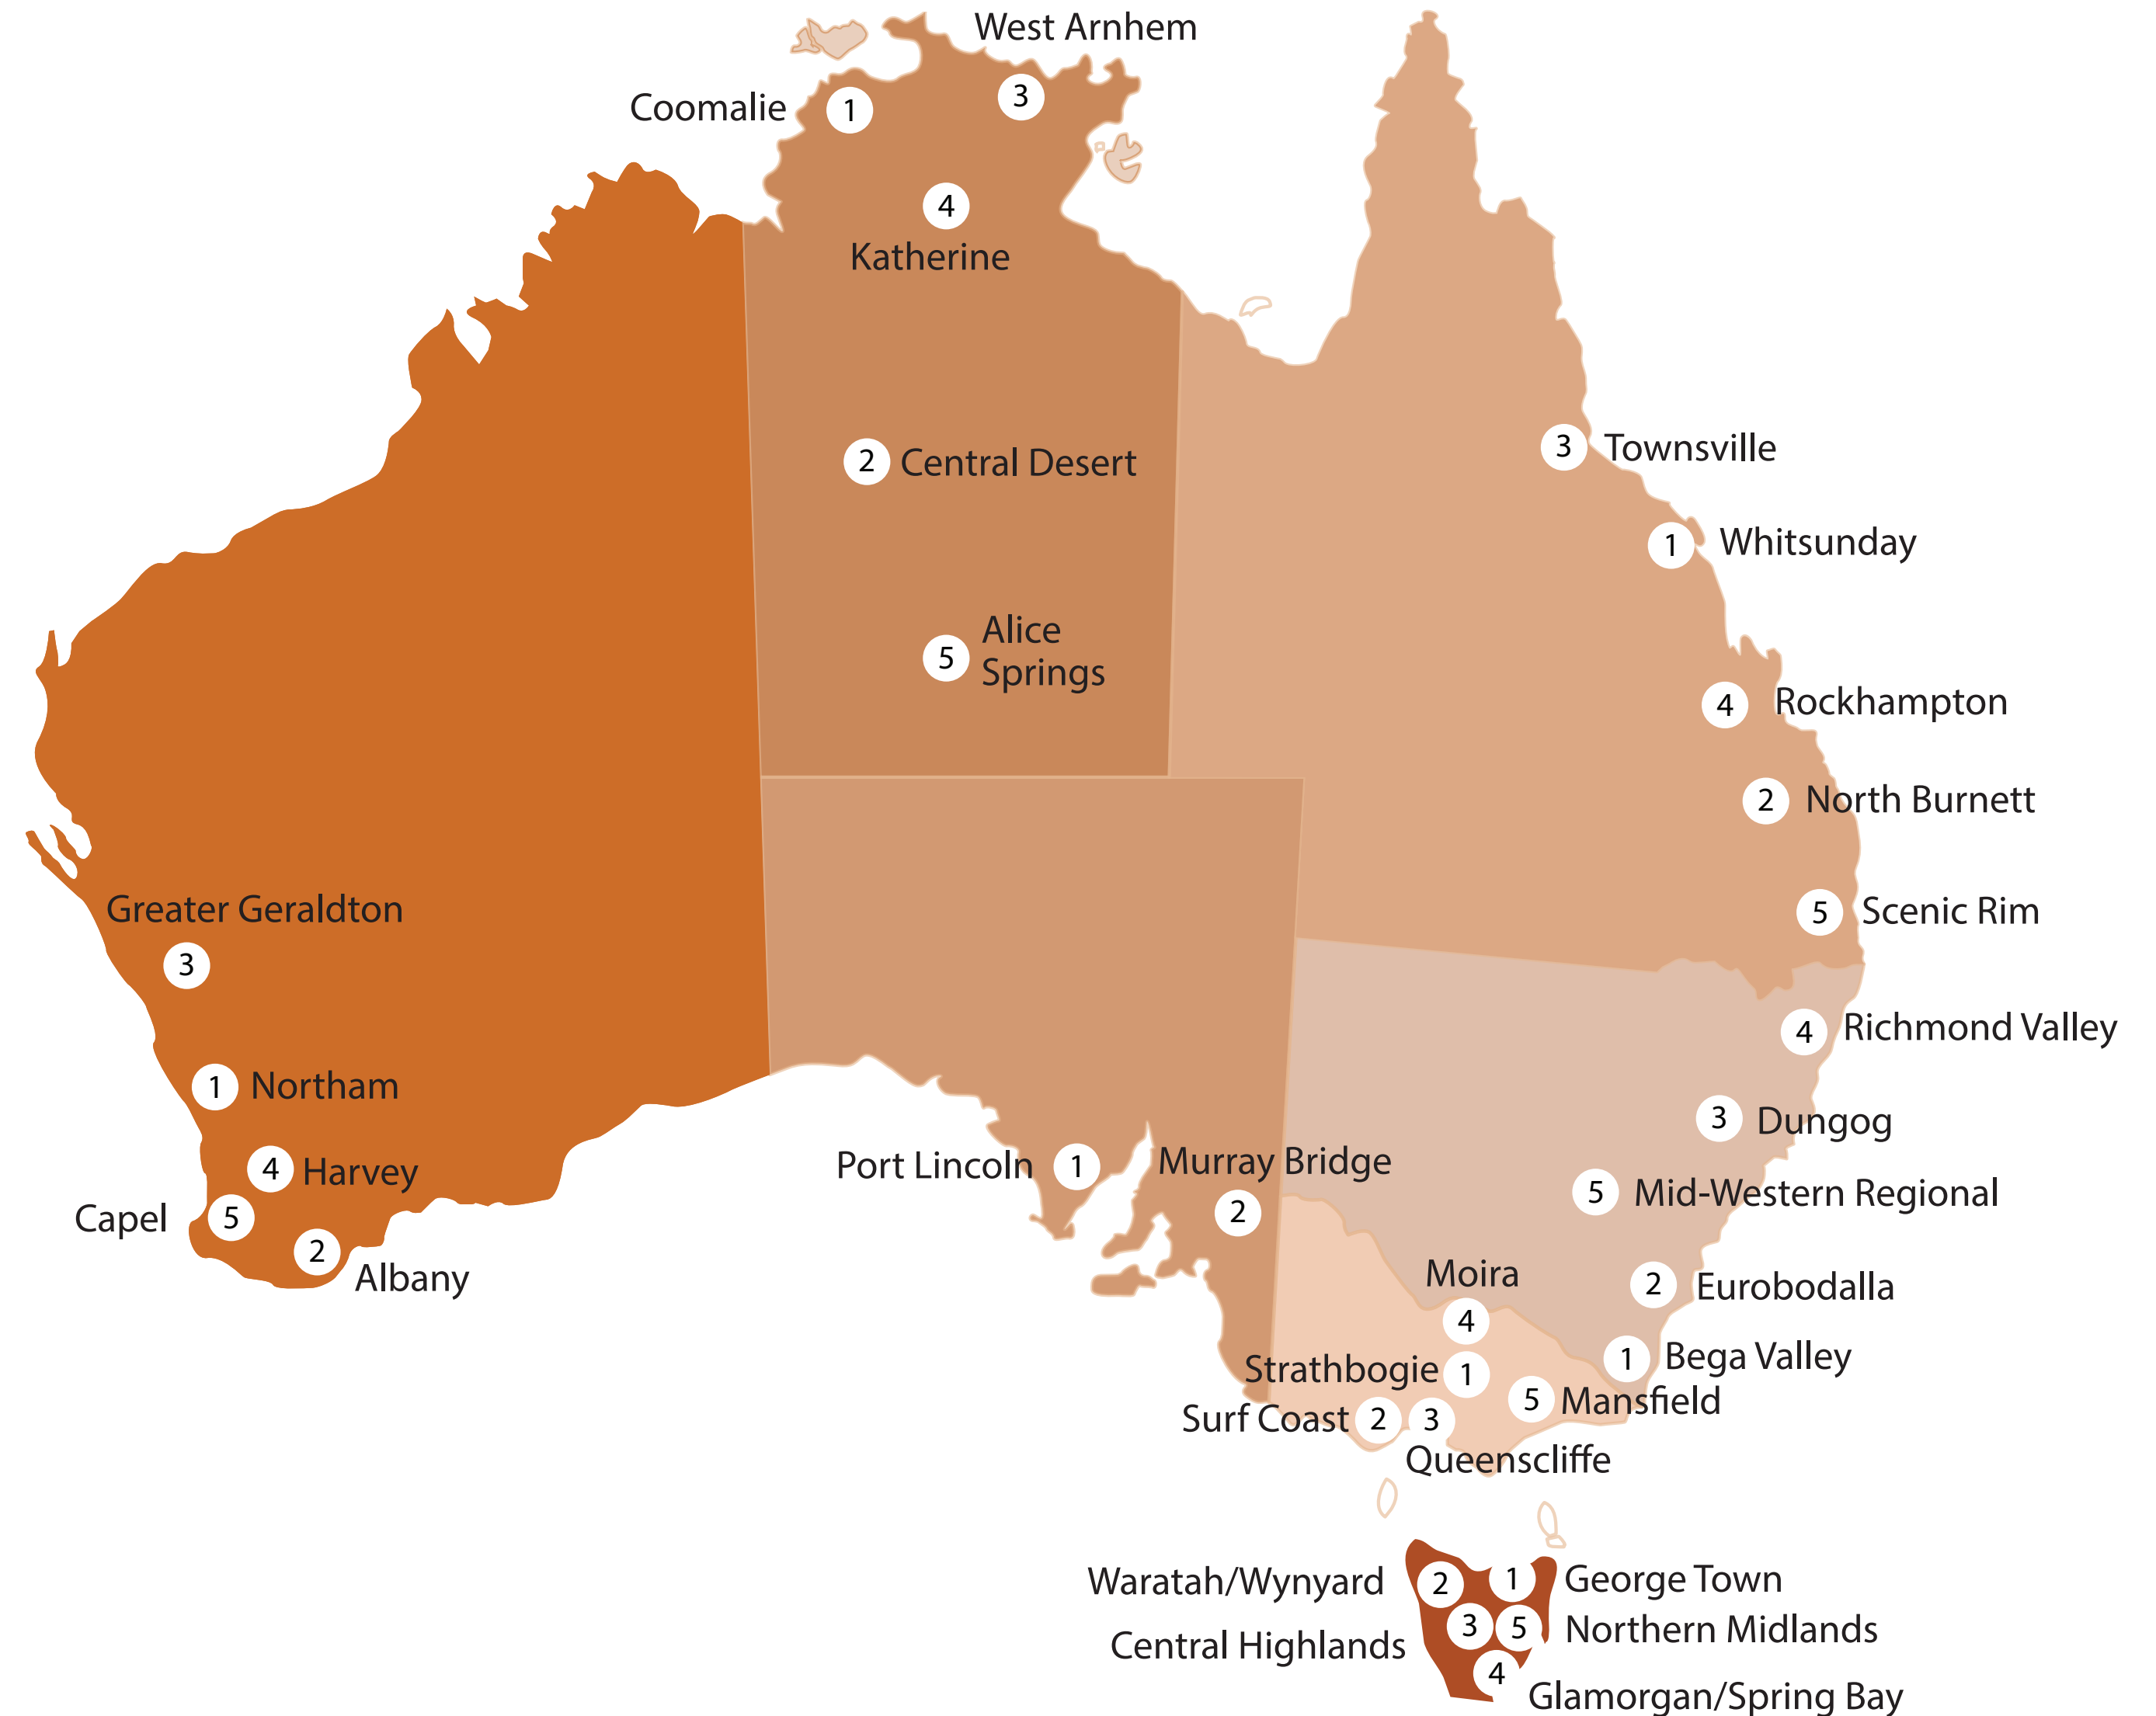 West Arnhem
3
Coomalie
1
4
Katherine
2
Central Desert
5
Alice
Springs
3
Townsville
1
Whitsunday
4
Rockhampton
2
North Burnett
5
Scenic Rim
Greater Geraldton
3
1
Northam
4
Harvey
Capel
5
2
Albany
Port Lincoln
1
Murray Bridge
2
4
Richmond Valley
3
Dungog
5
Mid-Western Regional
2
Eurobodalla
1
Bega Valley
Moira
4
Strathbogie
1
5
Mansfield
Surf Coast
2
3
Queenscliffe
Waratah/Wynyard
2
1
George Town
Central Highlands
3
5
Northern Midlands
4
Glamorgan/Spring Bay